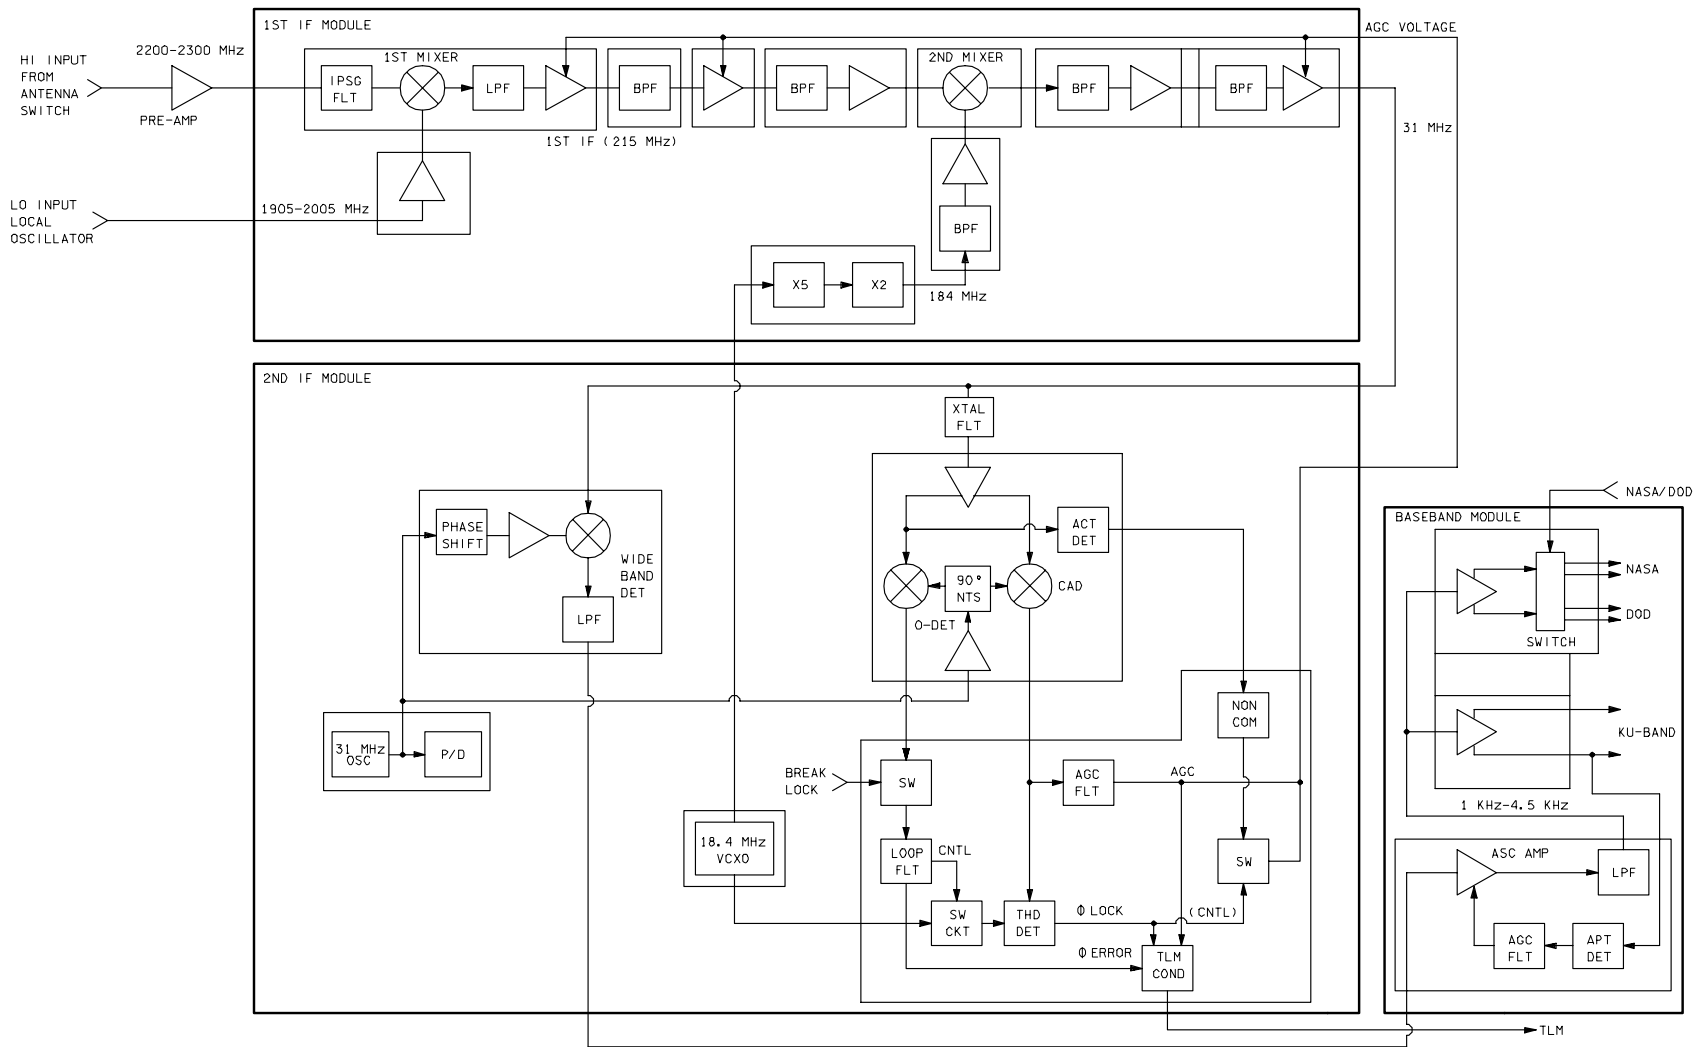 1ST IF MODULE
AGC VOLTAGE
2200-2300 MHz
HI INPUT
FROM
ANTENNA
SWITCH
PRE-AMP
1ST MIXER
IPSG
FLT
LPF
BPF
BPF
2ND MIXER
BPF
BPF
1ST IF (215 MHz)
31 MHz
LO INPUT
LOCAL
OSCILLATOR
1905-2005 MHz
BPF
X5
X2
184 MHz
2ND IF MODULE
XTAL
FLT
PHASE
SHIFT
WIDE
BAND
DET
LPF
ACT
DET
90°
NTS
CAD
O-DET
NASA/DOD
BASEBAND MODULE
NASA
DOD
SWITCH
31 MHz
OSC
P/D
NON
COM
KU-BAND
BREAK
LOCK
SW
AGC
FLT
AGC
1 KHz-4.5 KHz
18.4 MHz
VCXO
LOOP
FLT
CNTL
SW
ASC AMP
LPF
SW
CKT
THD
DET
Φ LOCK
(CNTL)
Φ ERROR
TLM
COND
AGC
FLT
APT
DET
TLM